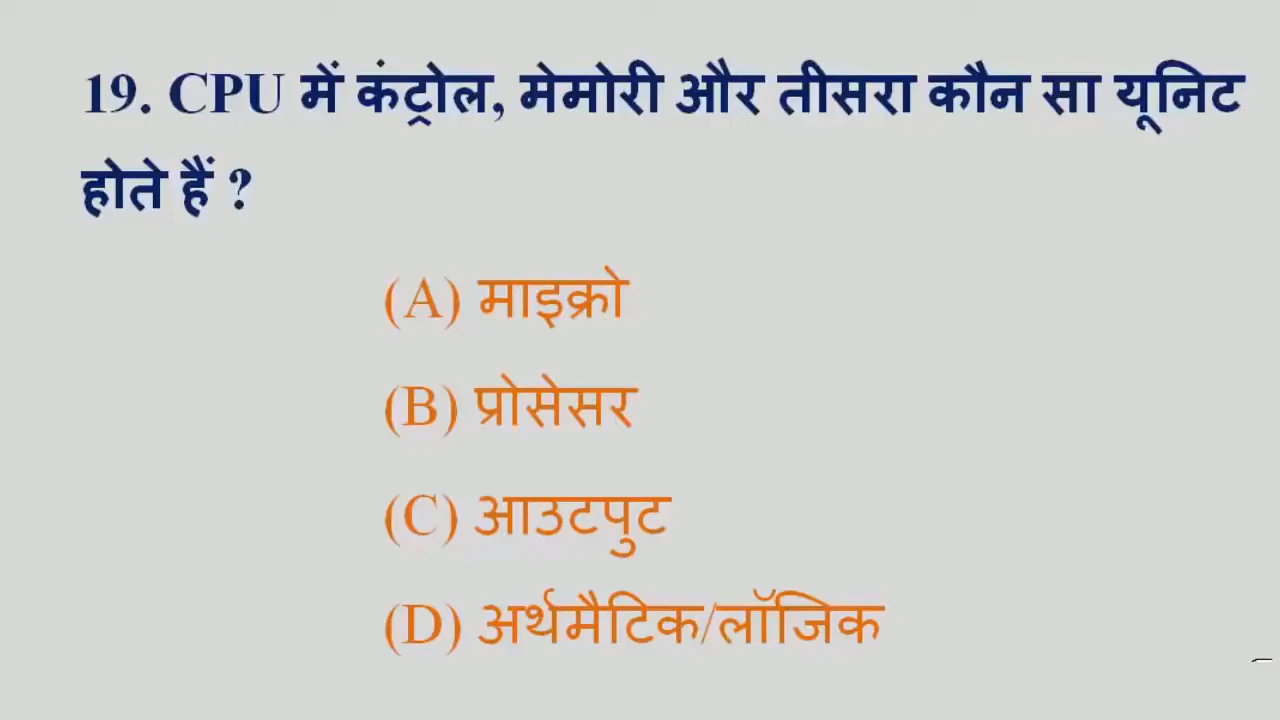 19. CPU में कंट्रोल, मेमोरी और तीसरा कौन सा यूनिट
होते हैं ?
(A) माइक्रो
(B) प्रोसेसर
(C) आउटपुट
(D) अर्थमैटिक/लॉजिक